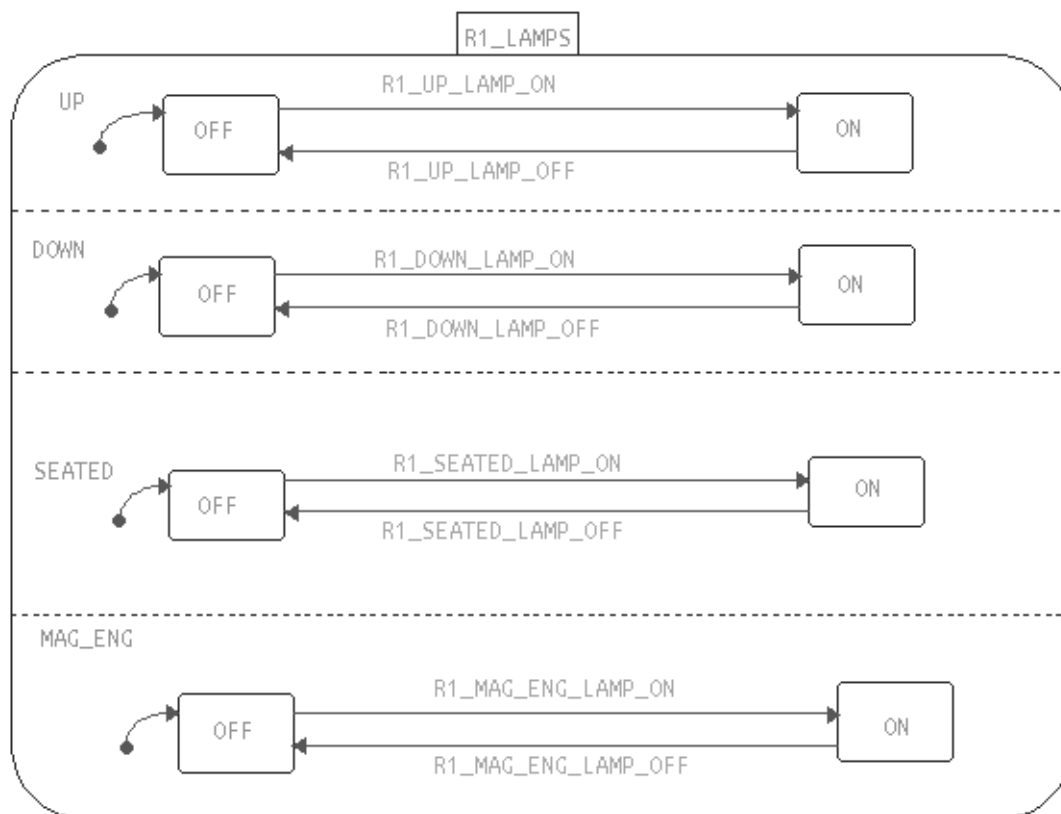 R1_LAMPS
UP
R1_UP_LAMP_ON
OFF
ON
R1_UP_LAMP_OFF
DOWN
R1_DOWN_LAMP_ON
OFF
ON
R1_DOWN_LAMP_OFF
SEATED
R1_SEATED_LAMP_ON
OFF
ON
R1_SEATED_LAMP_OFF
MAG_ENG
R1_MAG_ENG_LAMP_ON
OFF
ON
R1_MAG_ENG_LAMP_OFF